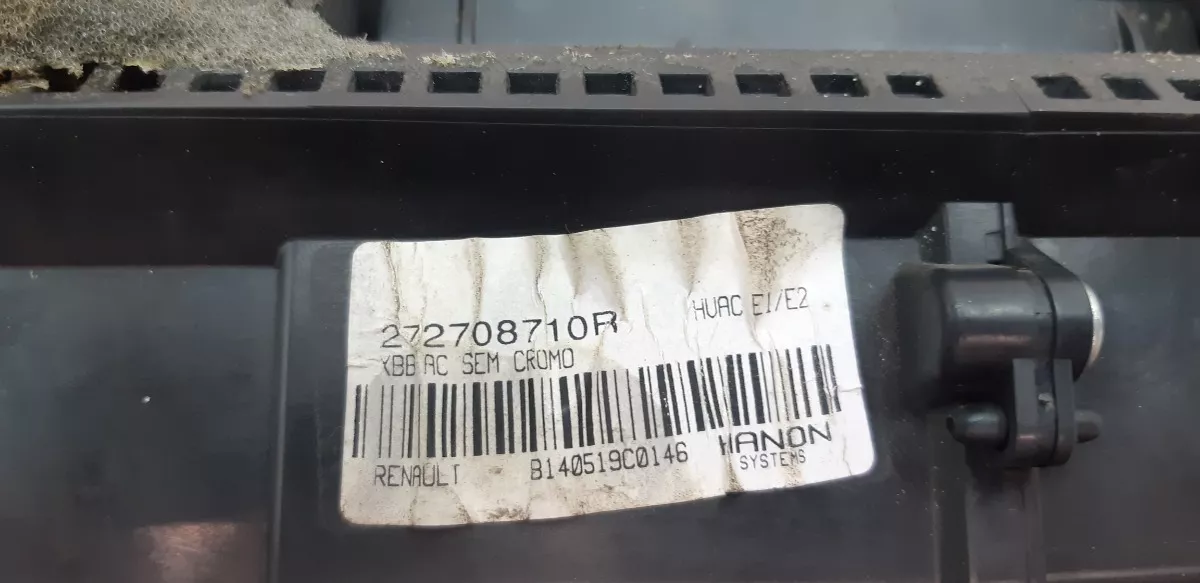 272708710R
HVAC E1/E2
XBB AC SEM CROMO
RENAULT
B140519C0146
HANON
SYSTEMS